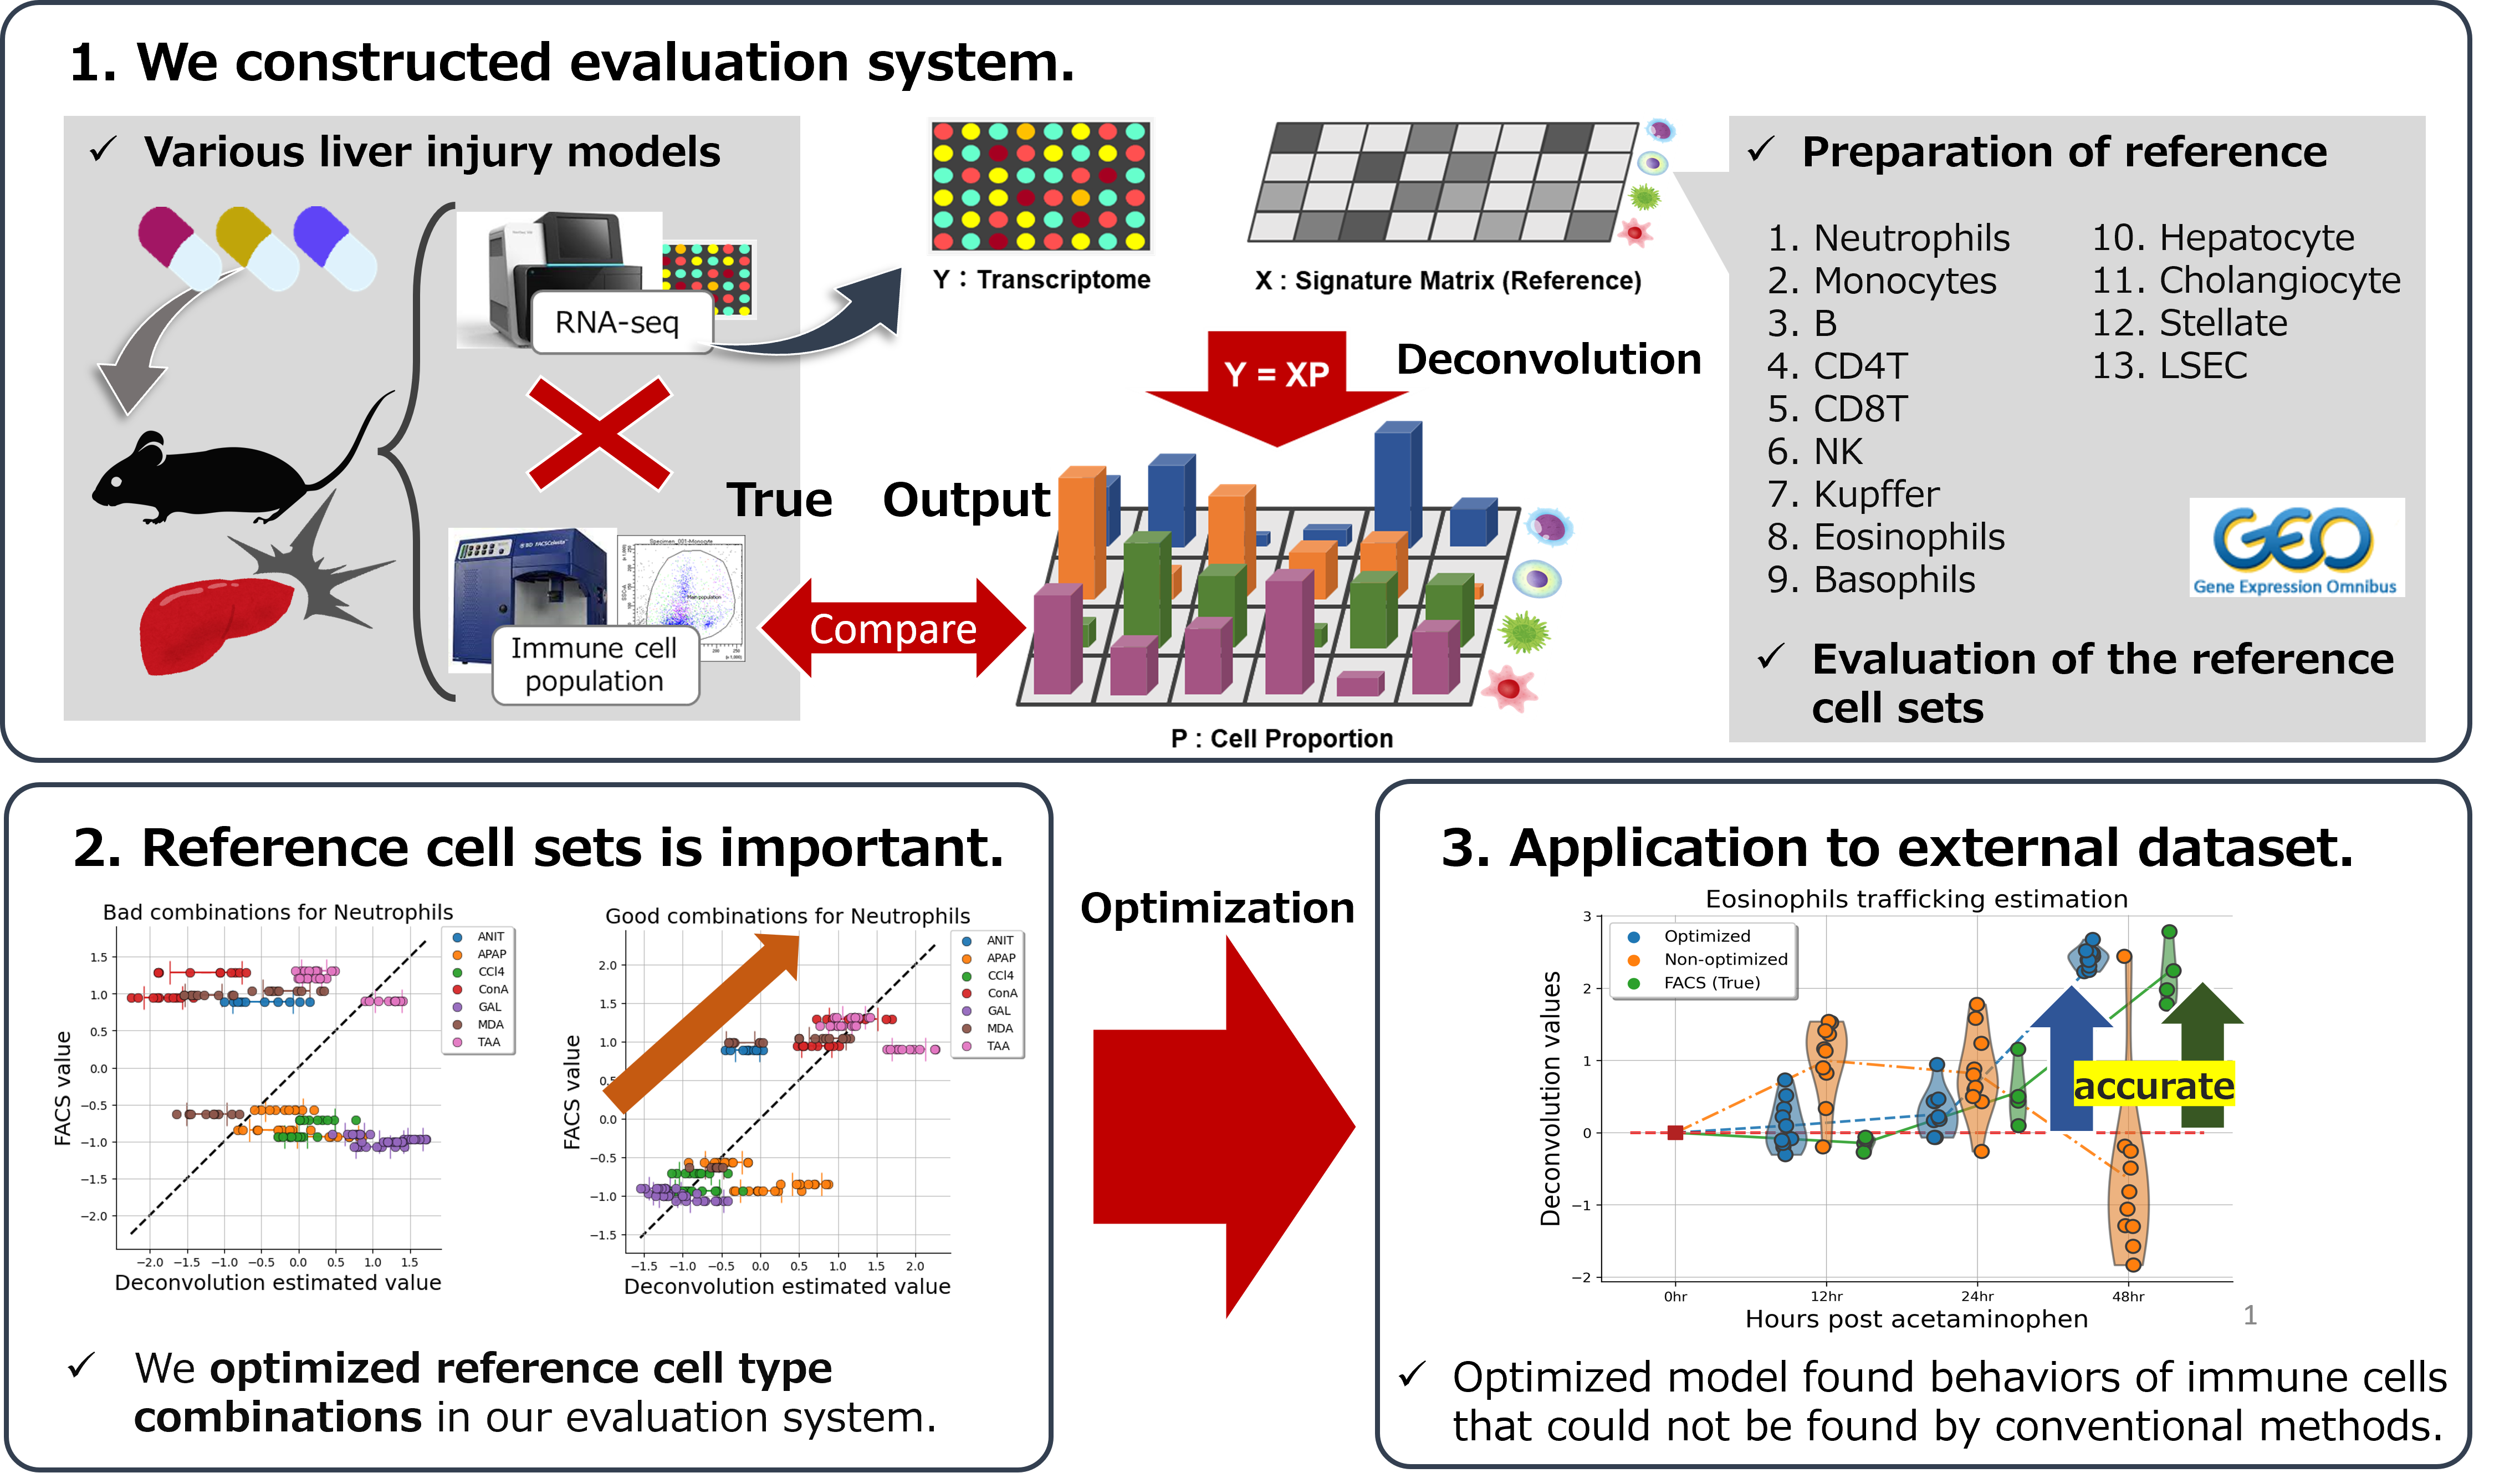 1. We constructed evaluation system.
✓ Various liver injury models
RNA-seq
Immune cell
population
Y : Transcriptome
X : Signature Matrix (Reference)
Y = XP
Deconvolution
True
Output
Compare
P : Cell Proportion
✓ Preparation of reference
1. Neutrophils
2. Monocytes
3. B
4. CD4T
5. CD8T
6. NK
7. Kupffer
8. Eosinophils
9. Basophils
10. Hepatocyte
11. Cholangiocyte
12. Stellate
13. LSEC
GEO
Gene Expression Omnibus
✓ Evaluation of the reference
cell sets
2. Reference cell sets is important.
Bad combinations for Neutrophils
FACS value
1.5
1.0
0.5
0.0
−0.5
−1.0
−1.5
−2.0
−2.0 −1.5 −1.0 −0.5 0.0 0.5 1.0 1.5
Deconvolution estimated value
ANIT
APAP
CCl4
ConA
GAL
MDA
TAA
Good combinations for Neutrophils
FACS value
2.0
1.5
1.0
0.5
0.0
−0.5
−1.0
−1.5
−1.5 −1.0 −0.5 0.0 0.5 1.0 1.5 2.0
Deconvolution estimated value
ANIT
APAP
CCl4
ConA
GAL
MDA
TAA
✓ We optimized reference cell type
combinations in our evaluation system.
Optimization
3. Application to external dataset.
Eosinophils trafficking estimation
Deconvolution values
3
2
1
0
−1
−2
Optimized
Non-optimized
FACS (True)
accurate
0hr 12hr 24hr 48hr
Hours post acetaminophen
1
✓ Optimized model found behaviors of immune cells
that could not be found by conventional methods.